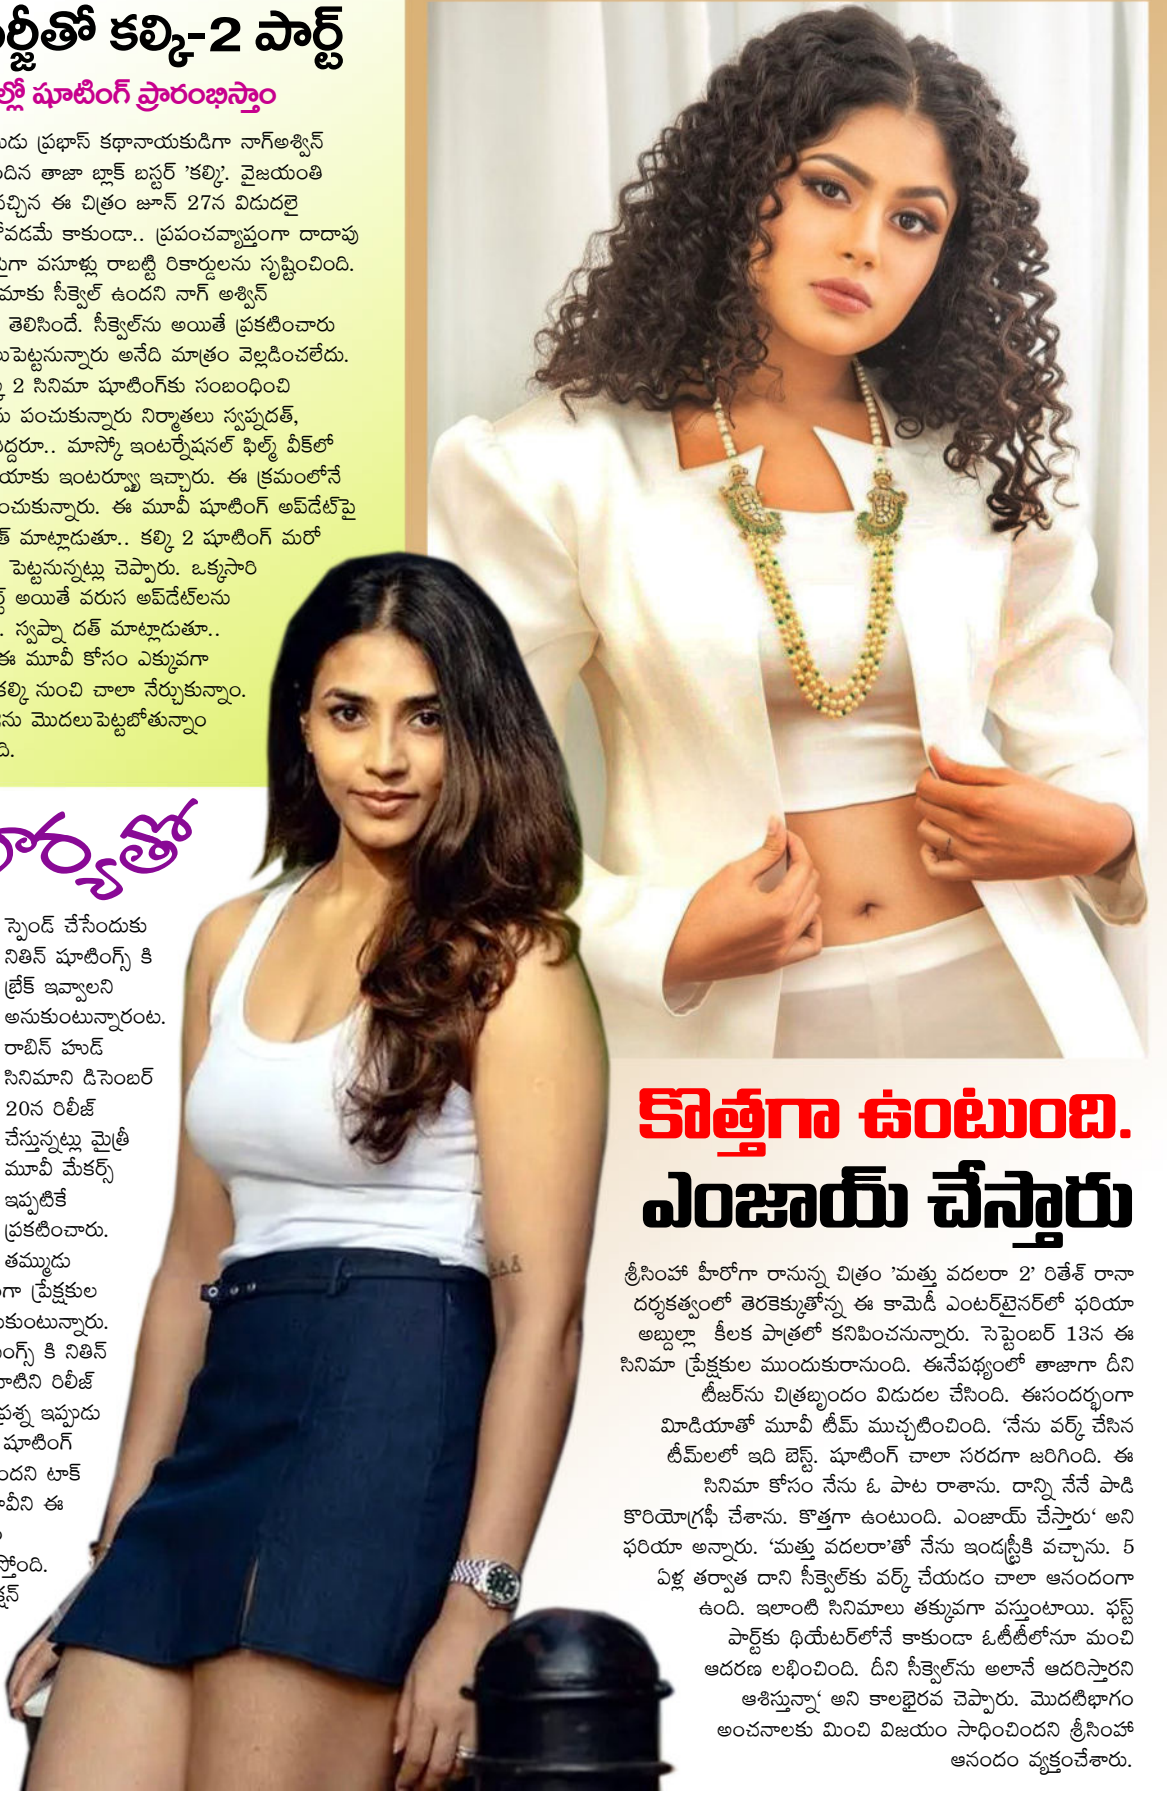 ర్జీతో కల్కి-2 పార్ట్
ల్లో షూటింగ్ ప్రారంభిస్తాం
ప్రభాస్ కథానాయకుడిగా నాగ్అశ్విన్
తాజా బ్లాక్ బస్టర్ 'కల్కి'. వైజయంతి
వచ్చిన ఈ చిత్రం జూన్ 27న విడుదలై
కాకుండా.. ప్రపంచవ్యాప్తంగా దాదాపు
పైగా వసూళ్లు రాబట్టి రికార్డులను సృష్టించింది.
మాకు సీక్వెల్ ఉందని నాగ్ అశ్విన్
తెలిసిందే. సీక్వెల్‌ను అయితే ప్రకటించారు
అనేది మాత్రం వెల్లడించలేదు.
2 సినిమా షూటింగ్‌కు సంబంధించి
పంచుకున్నారు నిర్మాతలు స్వప్నదత్,
మాస్కో ఇంటర్నేషనల్ ఫిల్మ్ వీక్‌లో
యాకు ఇంటర్వ్యూ ఇచ్చారు. ఈ క్రమంలోనే
ంచుకున్నారు. ఈ మూవీ షూటింగ్ అప్‌డేట్‌పై
త్ మాట్లాడుతూ.. కల్కి 2 షూటింగ్ మరో
పెట్టనున్నట్లు చెప్పారు. ఒక్కసారి
అయితే వరుస అప్‌డేట్‌లను
. స్వప్నా దత్ మాట్లాడుతూ..
ఈ మూవీ కోసం ఎక్కువగా
కల్కి నుంచి చాలా నేర్చుకున్నాం.
ను మొదలుపెట్టబోతున్నాం
ది.
ర్యతో
స్పెండ్ చేసేందుకు
నితిన్ షూటింగ్స్ కి
బ్రేక్ ఇవ్వాలని
అనుకుంటున్నారంట.
రాబిన్ హుడ్
సినిమాని డిసెంబర్
20న రిలీజ్
చేస్తున్నట్లు మైత్రీ
మూవీ మేకర్స్
ఇప్పటికే
ప్రకటించారు.
తమ్ముడు
గా ప్రేక్షకుల
కుంటున్నారు.
ంగ్స్ కి నితిన్
టిని రిలీజ్
ప్రశ్న ఇప్పుడు
షూటింగ్
ందని టాక్
వీని ఈ
స్తోంది.
క్షన్
కొత్తగా ఉంటుంది.
ఎంజాయ్ చేస్తారు
శ్రీసింహా హీరోగా రానున్న చిత్రం 'మత్తు వదలరా 2' రితేశ్ రానా
దర్శకత్వంలో తెరకెక్కుతోన్న ఈ కామెడీ ఎంటర్‌టైనర్‌లో ఫరియా
అబ్దుల్లా కీలక పాత్రలో కనిపించనున్నారు. సెప్టెంబర్ 13న ఈ
సినిమా ప్రేక్షకుల ముందుకురానుంది. ఈనేపథ్యంలో తాజాగా దీని
టీజర్‌ను చిత్రబృందం విడుదల చేసింది. ఈసందర్భంగా
మీడియాతో మూవీ టీమ్ ముచ్చటించింది. 'నేను వర్క్ చేసిన
టీమ్‌లలో ఇది బెస్ట్. షూటింగ్ చాలా సరదగా జరిగింది. ఈ
సినిమా కోసం నేను ఓ పాట రాశాను. దాన్ని నేనే పాడి
కొరియోగ్రఫీ చేశాను. కొత్తగా ఉంటుంది. ఎంజాయ్ చేస్తారు' అని
ఫరియా అన్నారు. 'మత్తు వదలరా'తో నేను ఇండస్ట్రీకి వచ్చాను. 5
ఏళ్ల తర్వాత దాని సీక్వెల్‌కు వర్క్ చేయడం చాలా ఆనందంగా
ఉంది. ఇలాంటి సినిమాలు తక్కువగా వస్తుంటాయి. ఫస్ట్
పార్ట్‌కు థియేటర్‌లోనే కాకుండా ఓటీటీలోనూ మంచి
ఆదరణ లభించింది. దీని సీక్వెల్‌ను అలానే ఆదరిస్తారని
ఆశిస్తున్నా' అని కాలభైరవ చెప్పారు. మొదటిభాగం
అంచనాలకు మించి విజయం సాధించిందని శ్రీసింహా
ఆనందం వ్యక్తంచేశారు.